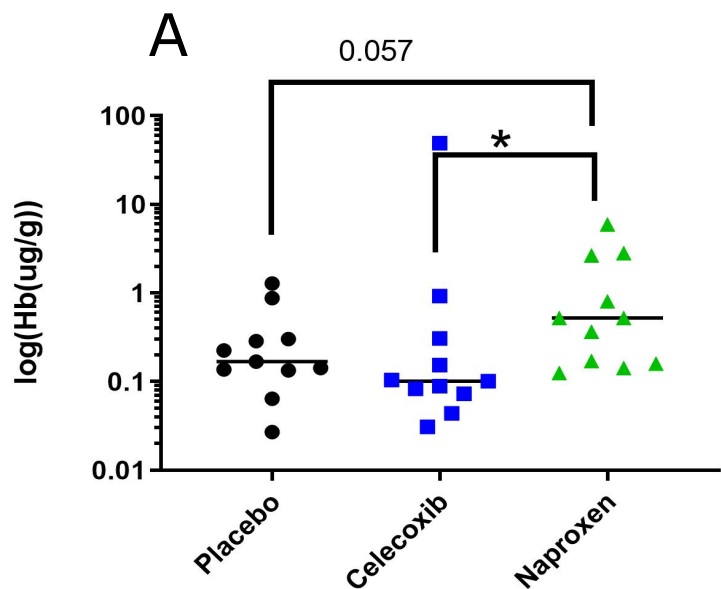 A
0.057
*
100
10
1
0.1
0.01
log(Hb(ug/g))
Placebo
Celecoxib
Naproxen